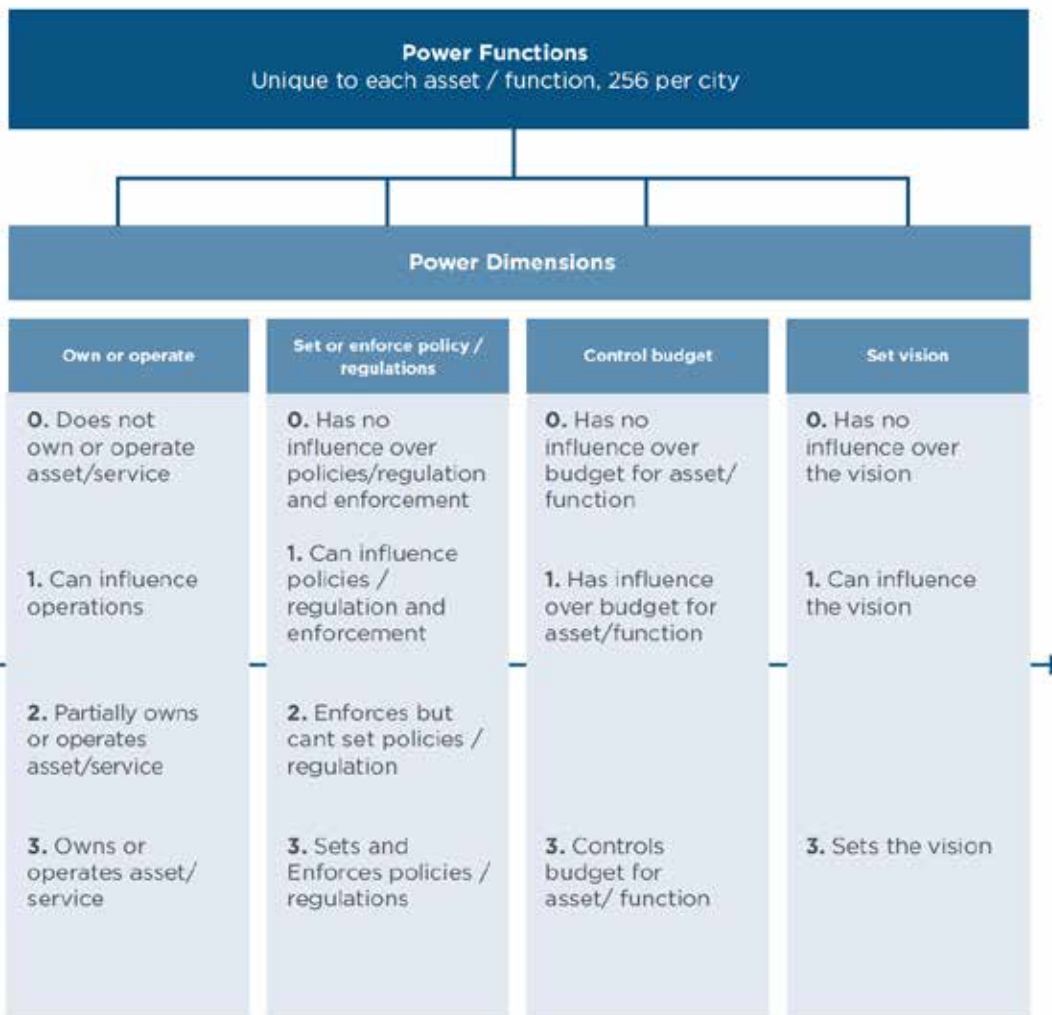 Power Functions
Unique to each asset / function, 256 per city
Power Dimensions
Own or operate
0. Does not
own or operate
asset/service
1. Can influence
operations
2. Partially owns
or operates
asset/service
3. Owns or
operates asset/
service
Set or enforce policy /
regulations
0. Has no
influence over
policies/regulation
and enforcement
1. Can influence
policies /
regulation and
enforcement
2. Enforces but
cant set policies /
regulation
3. Sets and
Enforces policies /
regulations
Control budget
0. Has no
influence over
budget for asset/
function
1. Has influence
over budget for
asset/function
3. Controls
budget for
asset/ function
Set vision
0. Has no
influence over
the vision
1. Can influence
the vision
3. Sets the vision